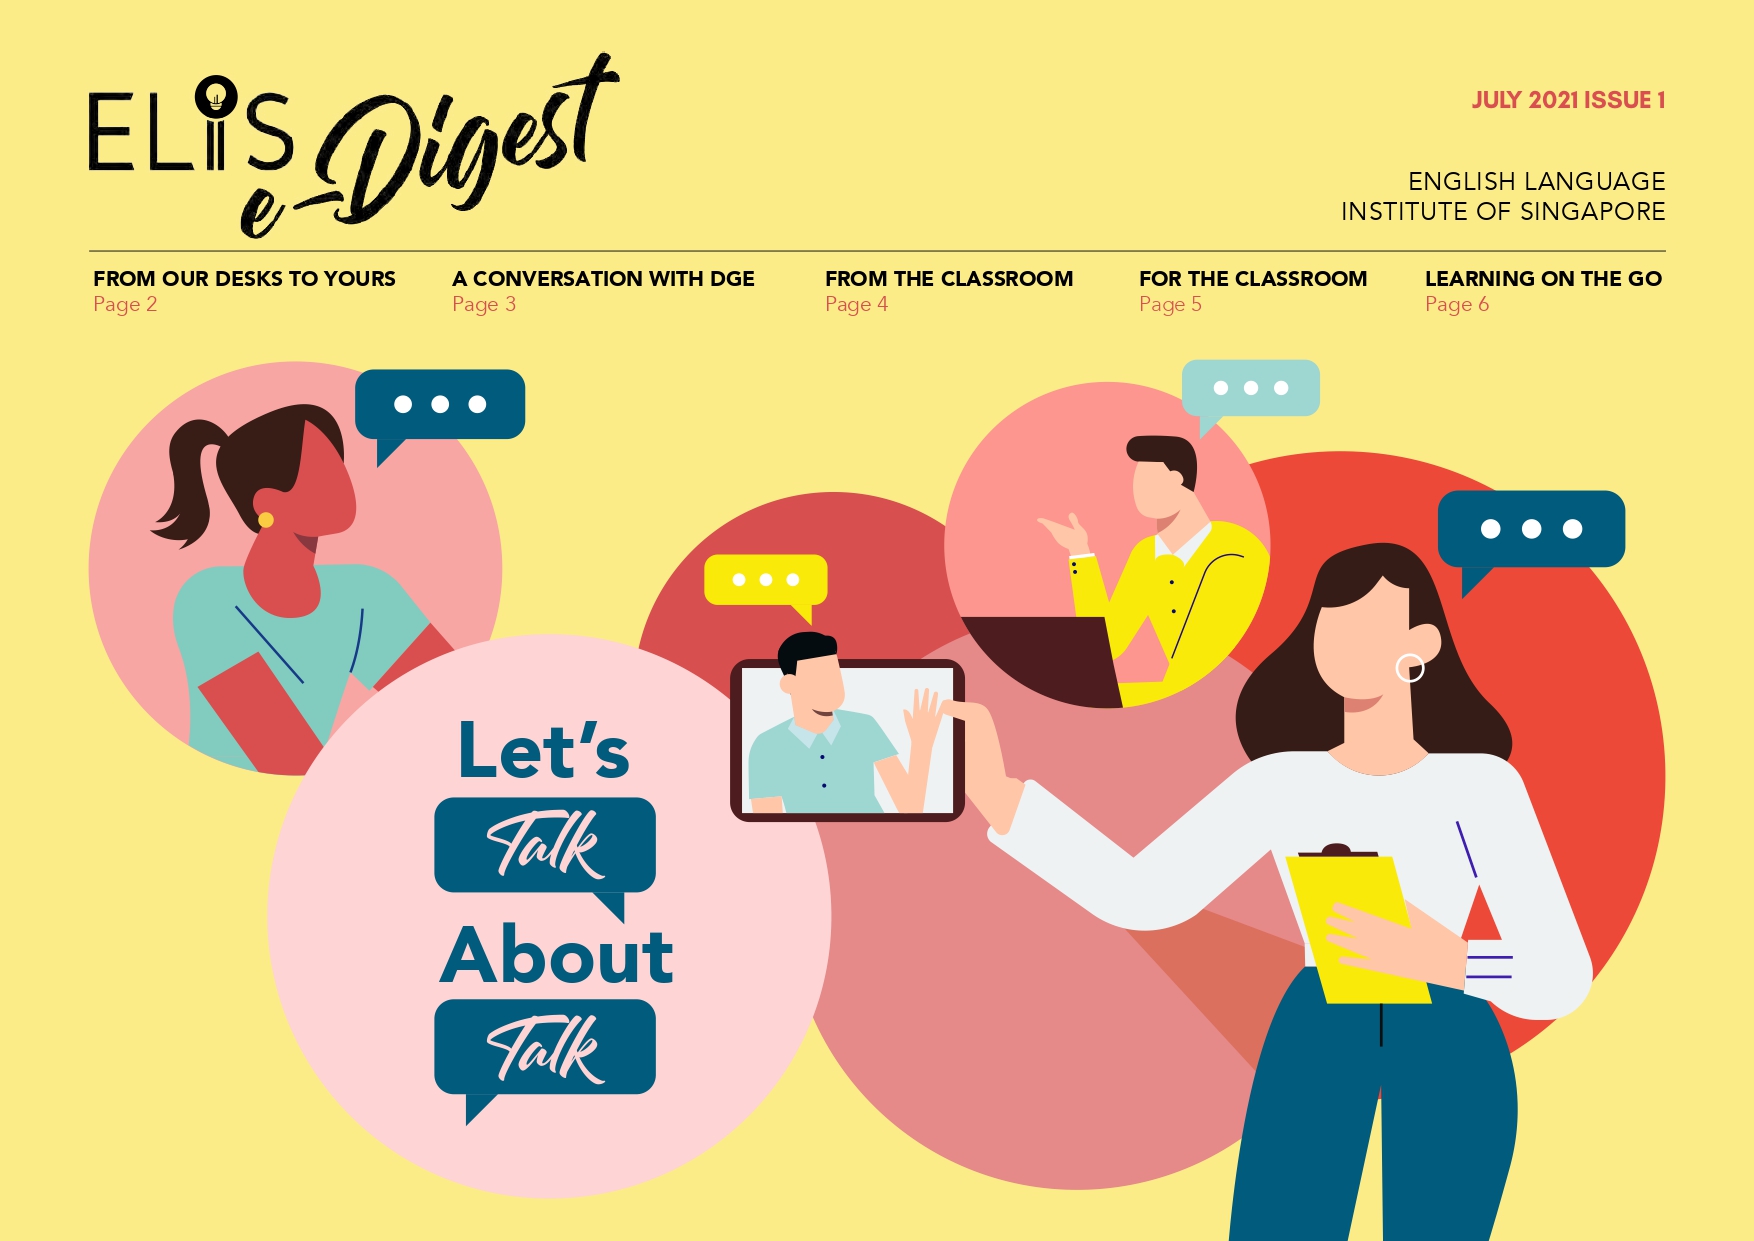 ELiS e-Digest
JULY 2021 ISSUE 1
ENGLISH LANGUAGE
INSTITUTE OF SINGAPORE
FROM OUR DESKS TO YOURS
Page 2
A CONVERSATION WITH DGE
Page 3
FROM THE CLASSROOM
Page 4
FOR THE CLASSROOM
Page 5
LEARNING ON THE GO
Page 6
Let’s
Talk
About
Talk